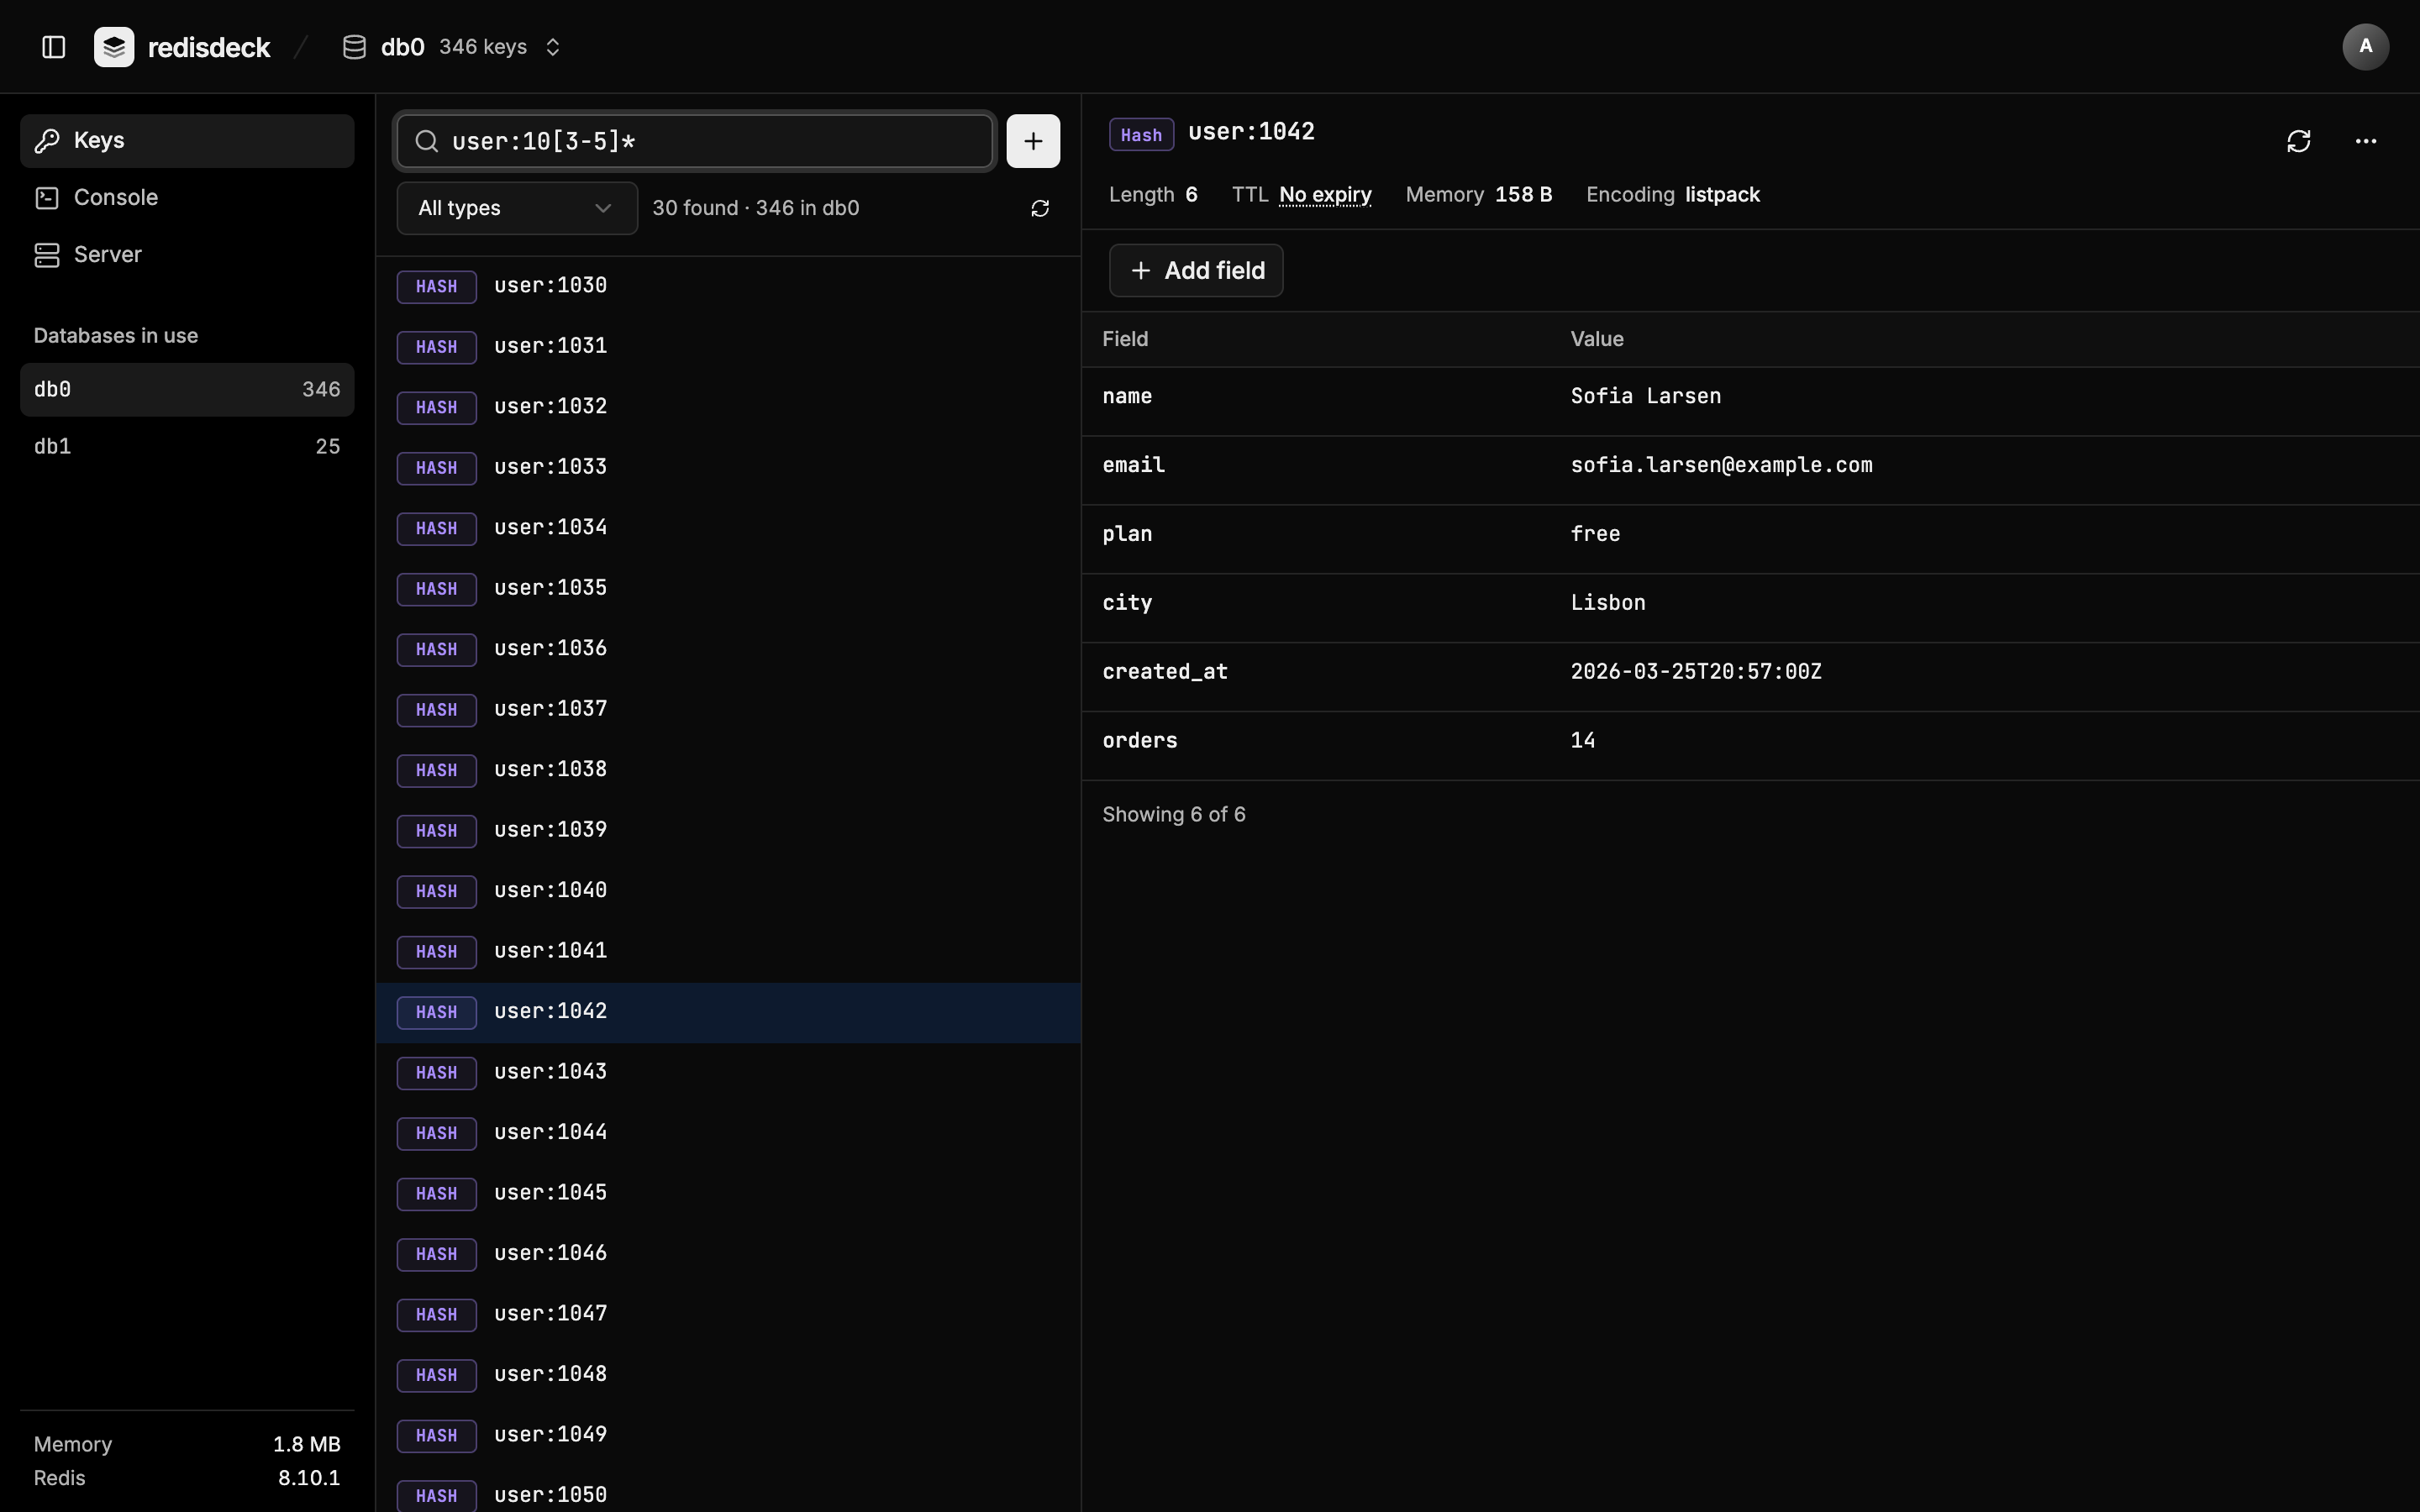 redisdeck / db0 346 keys
A
Keys
Console
Server
Databases in use
db0 346
db1 25
Memory 1.8 MB
Redis 8.10.1
user:10[3-5]*
All types
30 found · 346 in db0
HASH user:1030
HASH user:1031
HASH user:1032
HASH user:1033
HASH user:1034
HASH user:1035
HASH user:1036
HASH user:1037
HASH user:1038
HASH user:1039
HASH user:1040
HASH user:1041
HASH user:1042
HASH user:1043
HASH user:1044
HASH user:1045
HASH user:1046
HASH user:1047
HASH user:1048
HASH user:1049
HASH user:1050
Hash user:1042
Length 6 TTL No expiry Memory 158 B Encoding listpack
+ Add field
Field Value
name Sofia Larsen
email sofia.larsen@example.com
plan free
city Lisbon
created_at 2026-03-25T20:57:00Z
orders 14
Showing 6 of 6